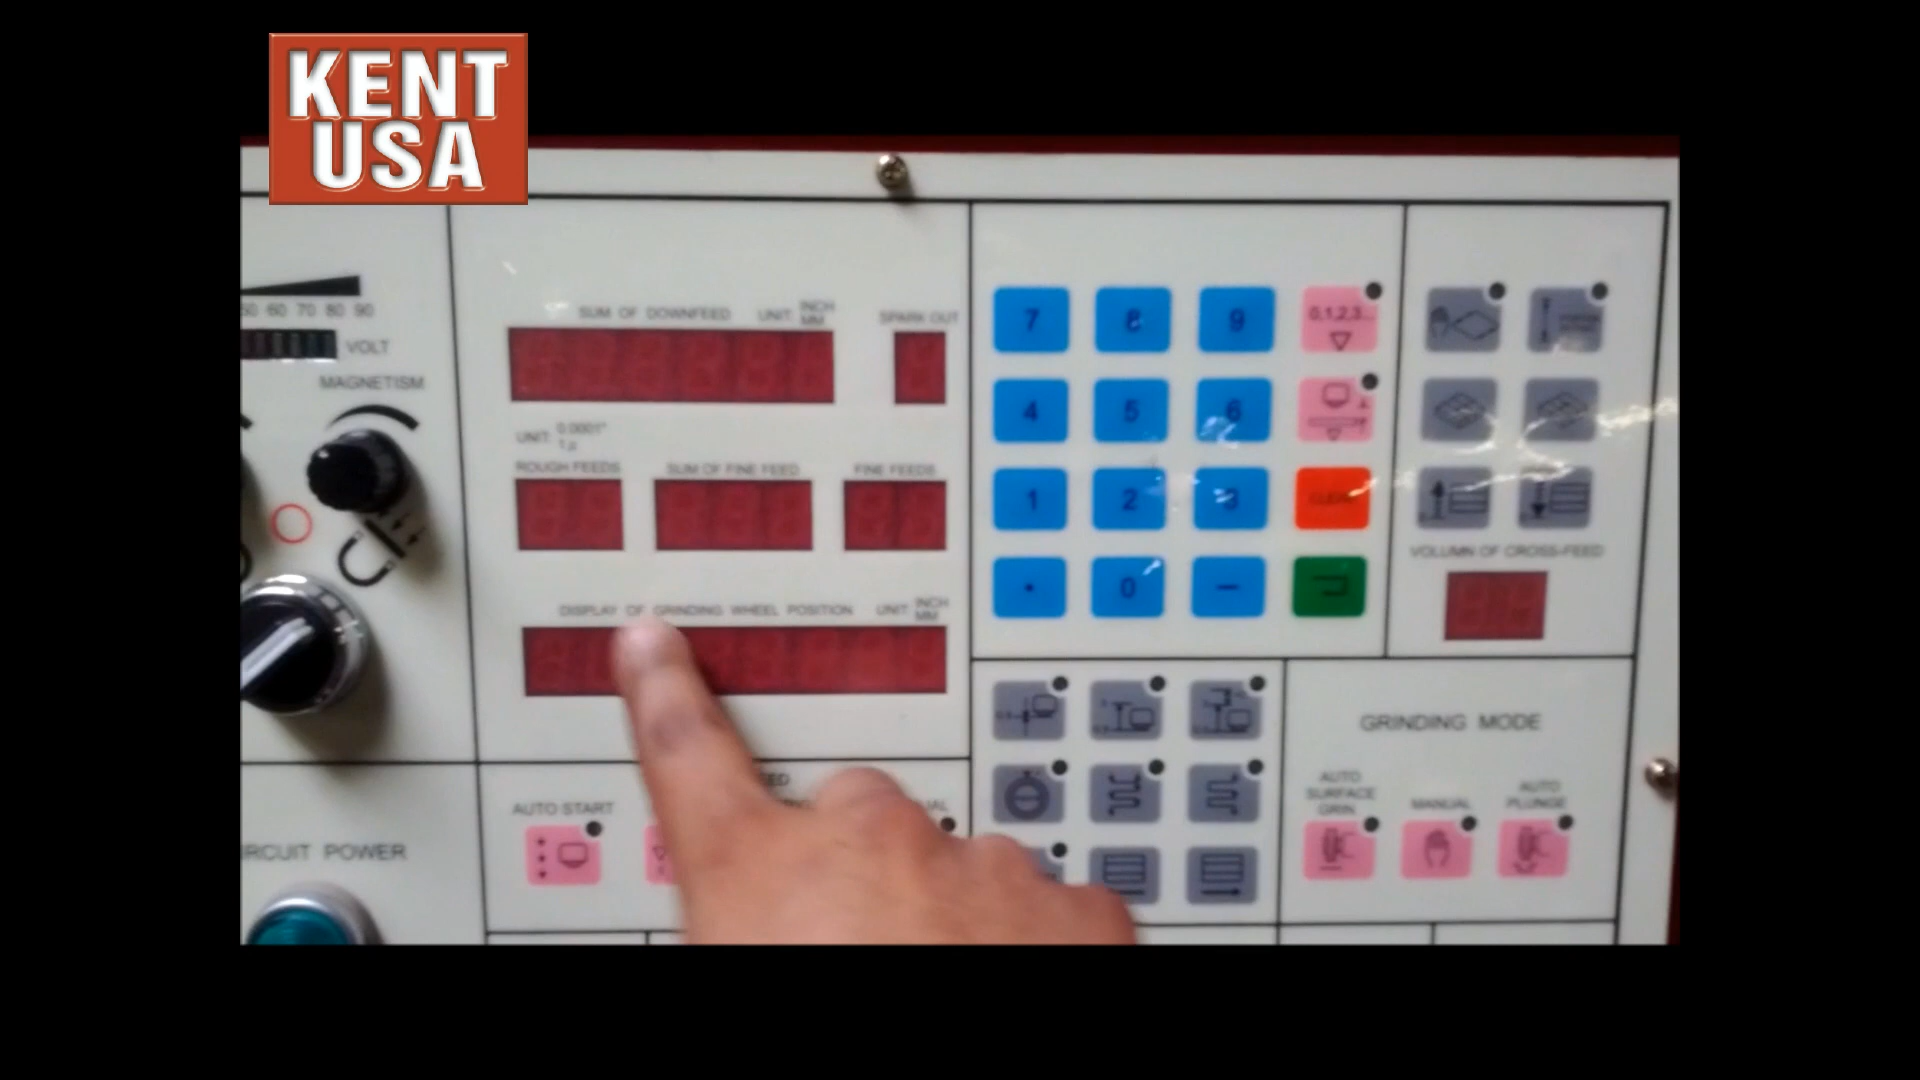 KENT
USA
50 60 70 80 90
VOLT
MAGNETISM
SUM OF DOWNFEED UNIT: INCH
MM
SPARK OUT
UNIT: 0.0001"
1μ
ROUGH FEEDS
SUM OF FINE FEED
FINE FEEDS
DISPLAY OF GRINDING WHEEL POSITION UNIT: INCH
MM
7 8 9 0,1,2,3...
4 5 6
1 2 3 CLEAR
• 0 –
VOLUMN OF CROSS-FEED
AUTO START
RCUIT POWER
GRINDING MODE
AUTO
SURFACE
GRIN
MANUAL
AUTO
PLUNGE